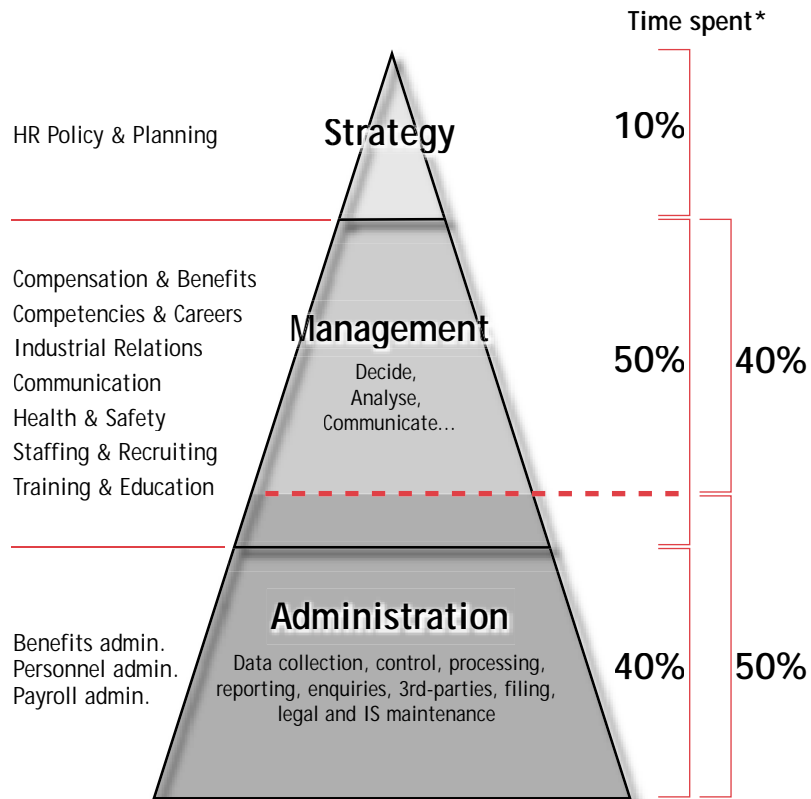 Time spent*
HR Policy & Planning
Strategy
10%
Compensation & Benefits
Competencies & Careers
Industrial Relations
Communication
Health & Safety
Staffing & Recruiting
Training & Education
Management
Decide,
Analyse,
Communicate...
50%
40%
Benefits admin.
Personnel admin.
Payroll admin.
Administration
Data collection, control, processing,
reporting, enquiries, 3rd-parties, filing,
legal and IS maintenance
40%
50%